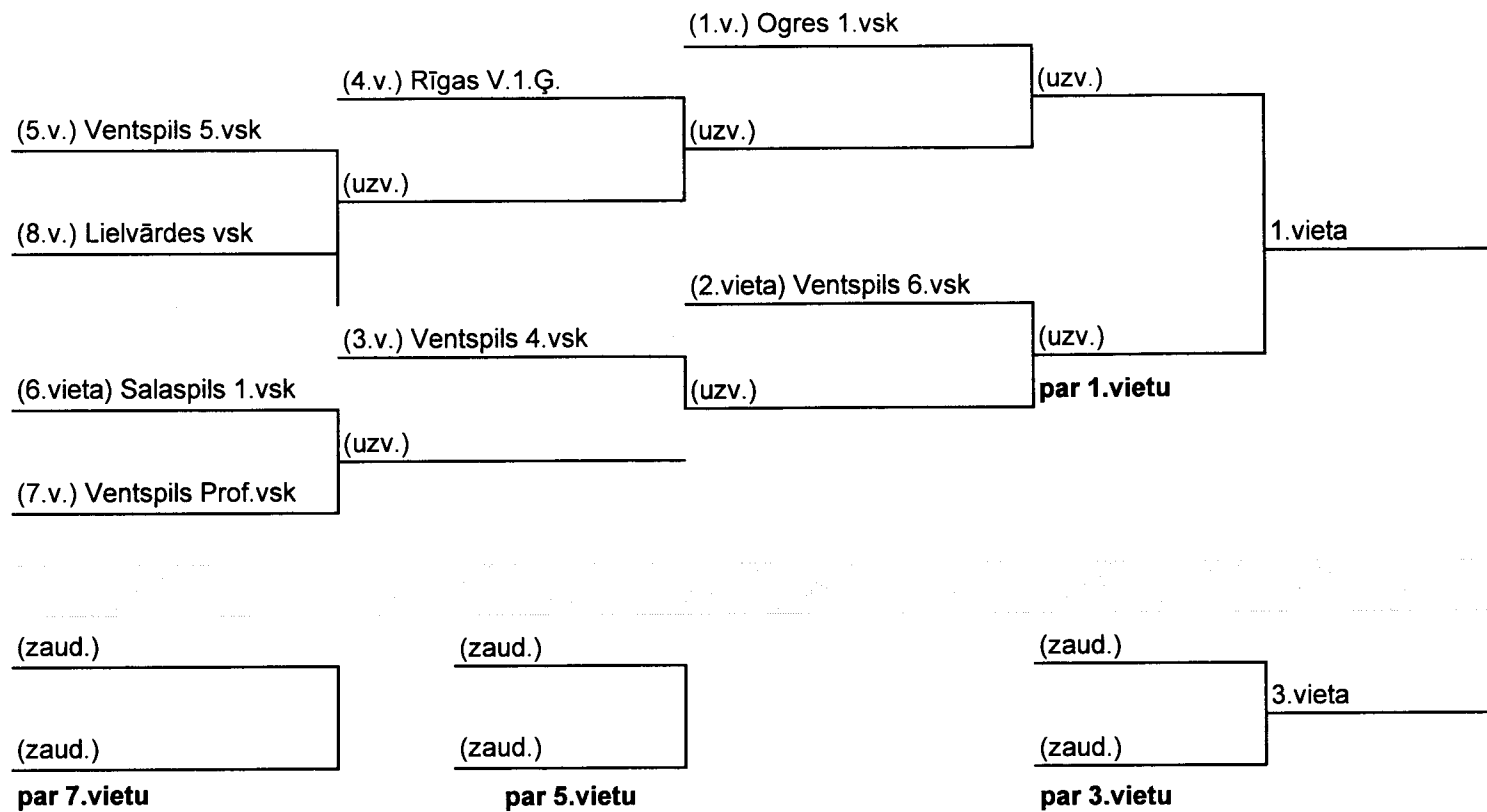 (1.v.) Ogres 1.vsk
(4.v.) Rīgas V.1.Ģ.
(uzv.)
(5.v.) Ventspils 5.vsk
(uzv.)
(uzv.)
(8.v.) Lielvārdes vsk
1.vieta
(2.vieta) Ventspils 6.vsk
(3.v.) Ventspils 4.vsk
(uzv.)
(6.vieta) Salaspils 1.vsk
(uzv.)
par 1.vietu
(uzv.)
(7.v.) Ventspils Prof.vsk
(zaud.)
(zaud.)
(zaud.)
3.vieta
(zaud.)
(zaud.)
(zaud.)
par 7.vietu
par 5.vietu
par 3.vietu